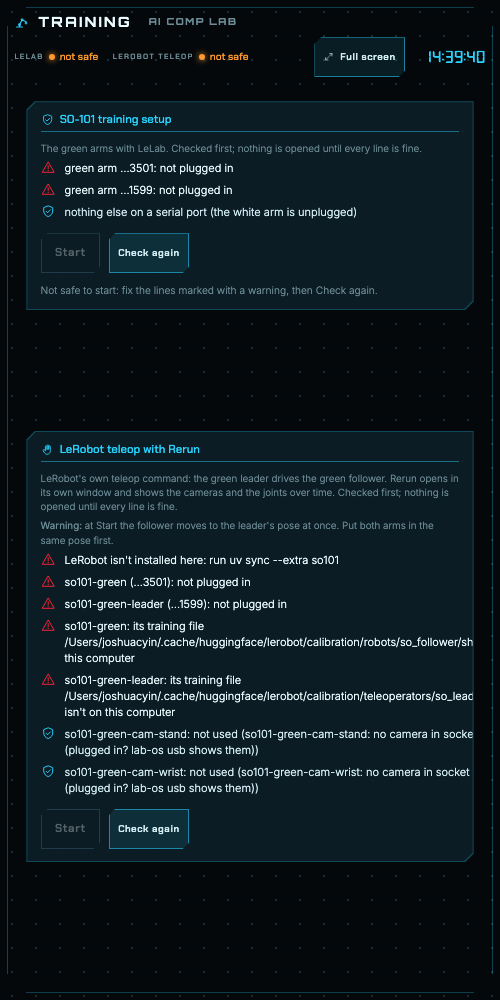 TRAINING AI COMP LAB
LELAB not safe LEROBOT TELEOP not safe Full screen 14:39:40
SO-101 training setup
The green arms with LeLab. Checked first; nothing is opened until every line is fine.
green arm ...3501: not plugged in
green arm ...1599: not plugged in
nothing else on a serial port (the white arm is unplugged)
Start Check again
Not safe to start: fix the lines marked with a warning, then Check again.
LeRobot teleop with Rerun
LeRobot's own teleop command: the green leader drives the green follower. Rerun opens in
its own window and shows the cameras and the joints over time. Checked first; nothing is
opened until every line is fine.
Warning: at Start the follower moves to the leader's pose at once. Put both arms in the
same pose first.
LeRobot isn't installed here: run uv sync --extra so101
so101-green (...3501): not plugged in
so101-green-leader (...1599): not plugged in
so101-green: its training file
/Users/joshuacyin/.cache/huggingface/lerobot/calibration/robots/so_follower/sh
this computer
so101-green-leader: its training file
/Users/joshuacyin/.cache/huggingface/lerobot/calibration/teleoperators/so_lead
isn't on this computer
so101-green-cam-stand: not used (so101-green-cam-stand: no camera in socke
(plugged in? lab-os usb shows them))
so101-green-cam-wrist: not used (so101-green-cam-wrist: no camera in socket
(plugged in? lab-os usb shows them))
Start Check again